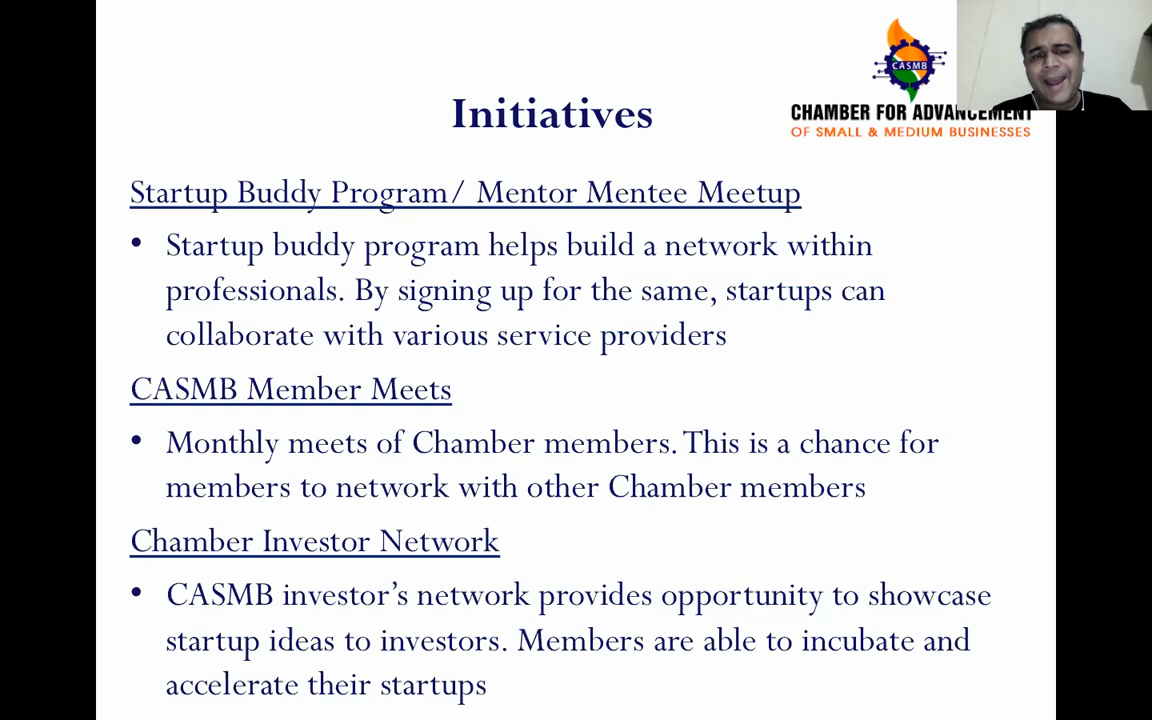 CASMB
CHAMBER FOR ADVANCEMENT
OF SMALL & MEDIUM BUSINESSES
Initiatives
Startup Buddy Program/ Mentor Mentee Meetup
• Startup buddy program helps build a network within
professionals. By signing up for the same, startups can
collaborate with various service providers
CASMB Member Meets
• Monthly meets of Chamber members. This is a chance for
members to network with other Chamber members
Chamber Investor Network
• CASMB investor’s network provides opportunity to showcase
startup ideas to investors. Members are able to incubate and
accelerate their startups